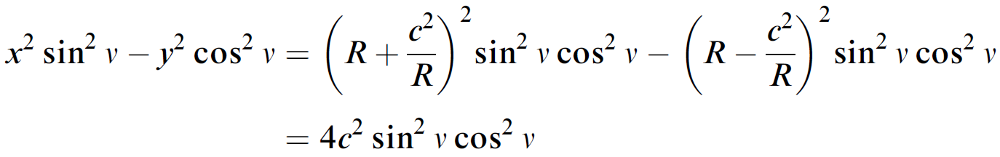 x² sin² v − y² cos² v = (R + c²/R)² sin² v cos² v − (R − c²/R)² sin² v cos² v
= 4c² sin² v cos² v